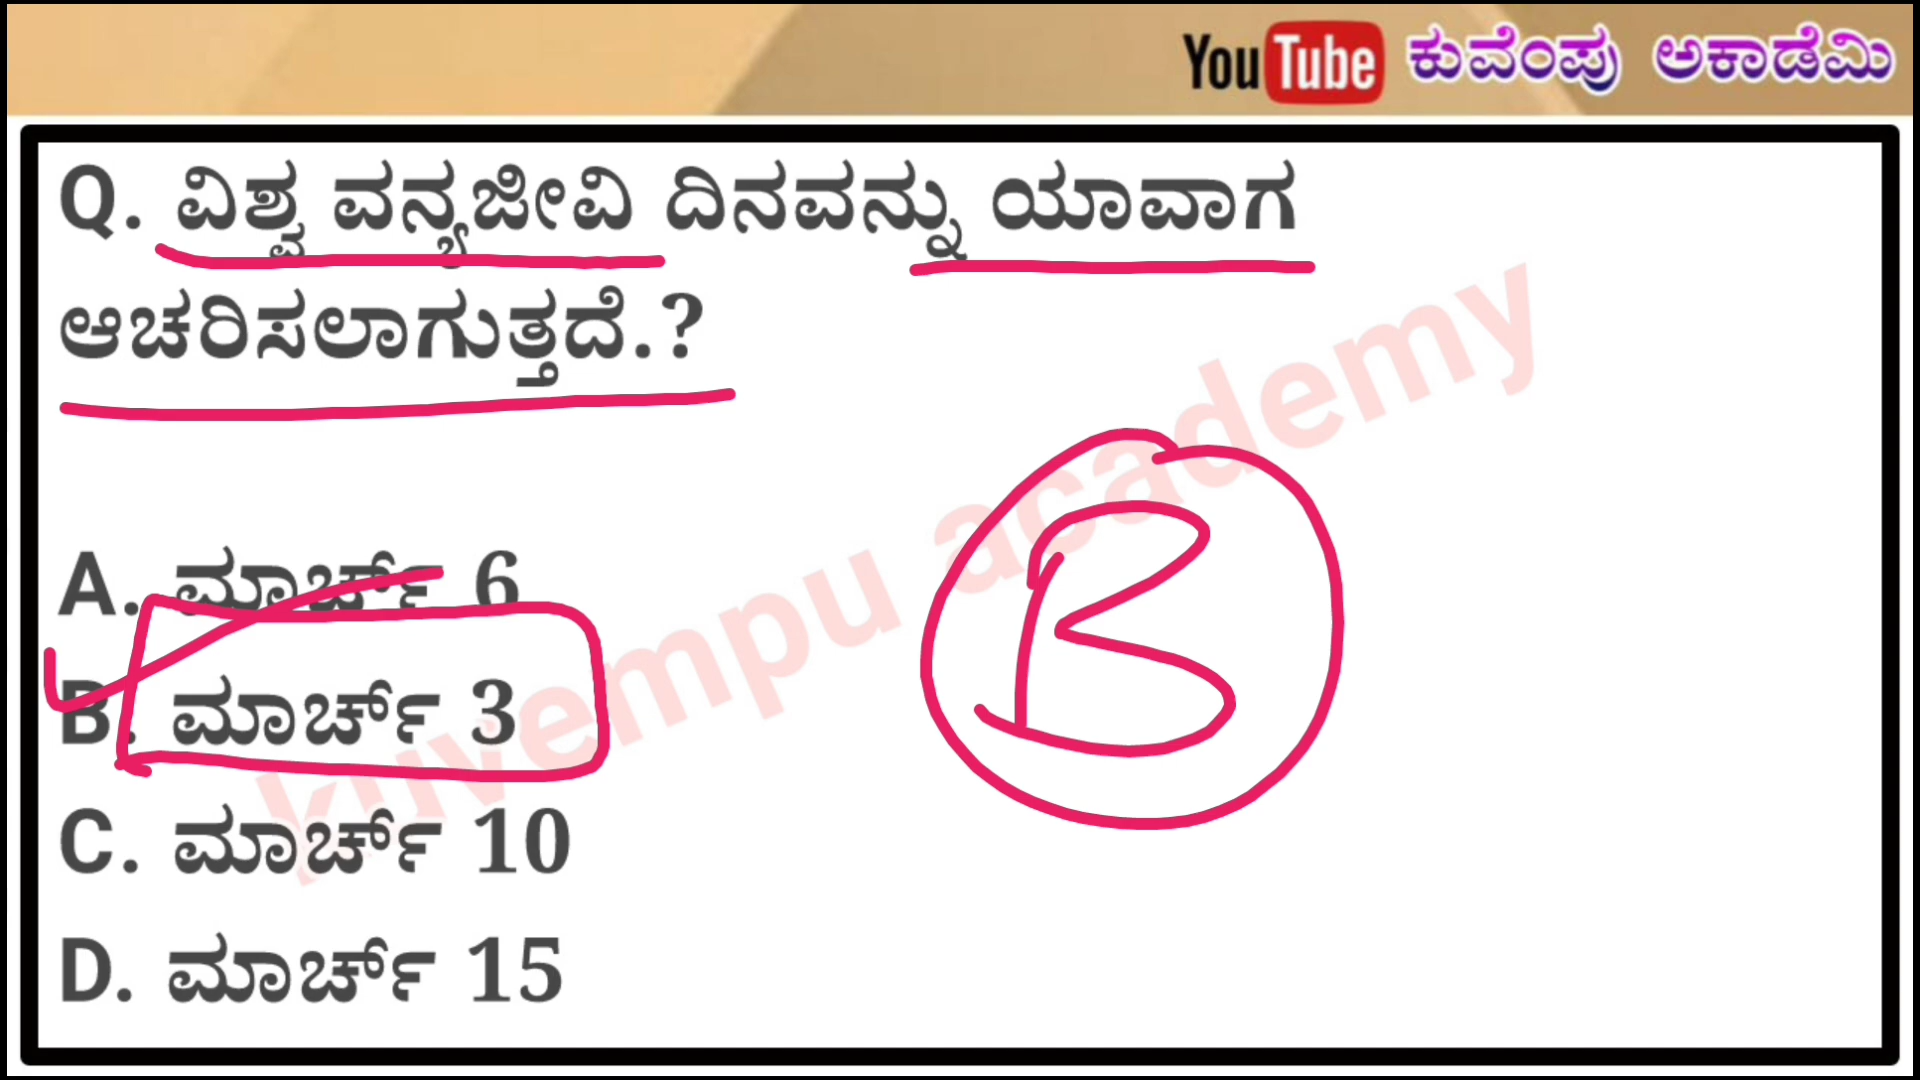 YouTube ಕುವೆಂಪು ಅಕಾಡೆಮಿ
Q. ವಿಶ್ವ ವನ್ಯಜೀವಿ ದಿನವನ್ನು ಯಾವಾಗ
ಆಚರಿಸಲಾಗುತ್ತದೆ.?
A. ಮಾರ್ಚ್ 6
B. ಮಾರ್ಚ್ 3
C. ಮಾರ್ಚ್ 10
D. ಮಾರ್ಚ್ 15
B
kuvempu academy